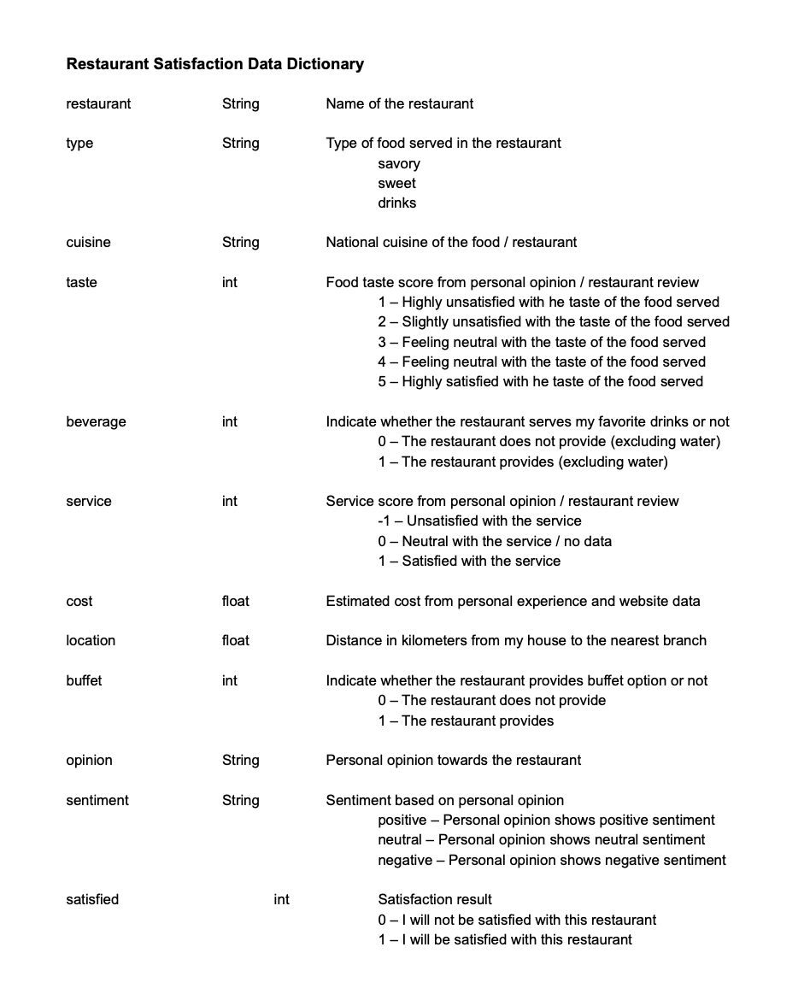 Restaurant Satisfaction Data Dictionary
restaurant String Name of the restaurant
type String Type of food served in the restaurant
savory
sweet
drinks
cuisine String National cuisine of the food / restaurant
taste int Food taste score from personal opinion / restaurant review
1 – Highly unsatisfied with he taste of the food served
2 – Slightly unsatisfied with the taste of the food served
3 – Feeling neutral with the taste of the food served
4 – Feeling neutral with the taste of the food served
5 – Highly satisfied with he taste of the food served
beverage int Indicate whether the restaurant serves my favorite drinks or not
0 – The restaurant does not provide (excluding water)
1 – The restaurant provides (excluding water)
service int Service score from personal opinion / restaurant review
-1 – Unsatisfied with the service
0 – Neutral with the service / no data
1 – Satisfied with the service
cost float Estimated cost from personal experience and website data
location float Distance in kilometers from my house to the nearest branch
buffet int Indicate whether the restaurant provides buffet option or not
0 – The restaurant does not provide
1 – The restaurant provides
opinion String Personal opinion towards the restaurant
sentiment String Sentiment based on personal opinion
positive – Personal opinion shows positive sentiment
neutral – Personal opinion shows neutral sentiment
negative – Personal opinion shows negative sentiment
satisfied int Satisfaction result
0 – I will not be satisfied with this restaurant
1 – I will be satisfied with this restaurant